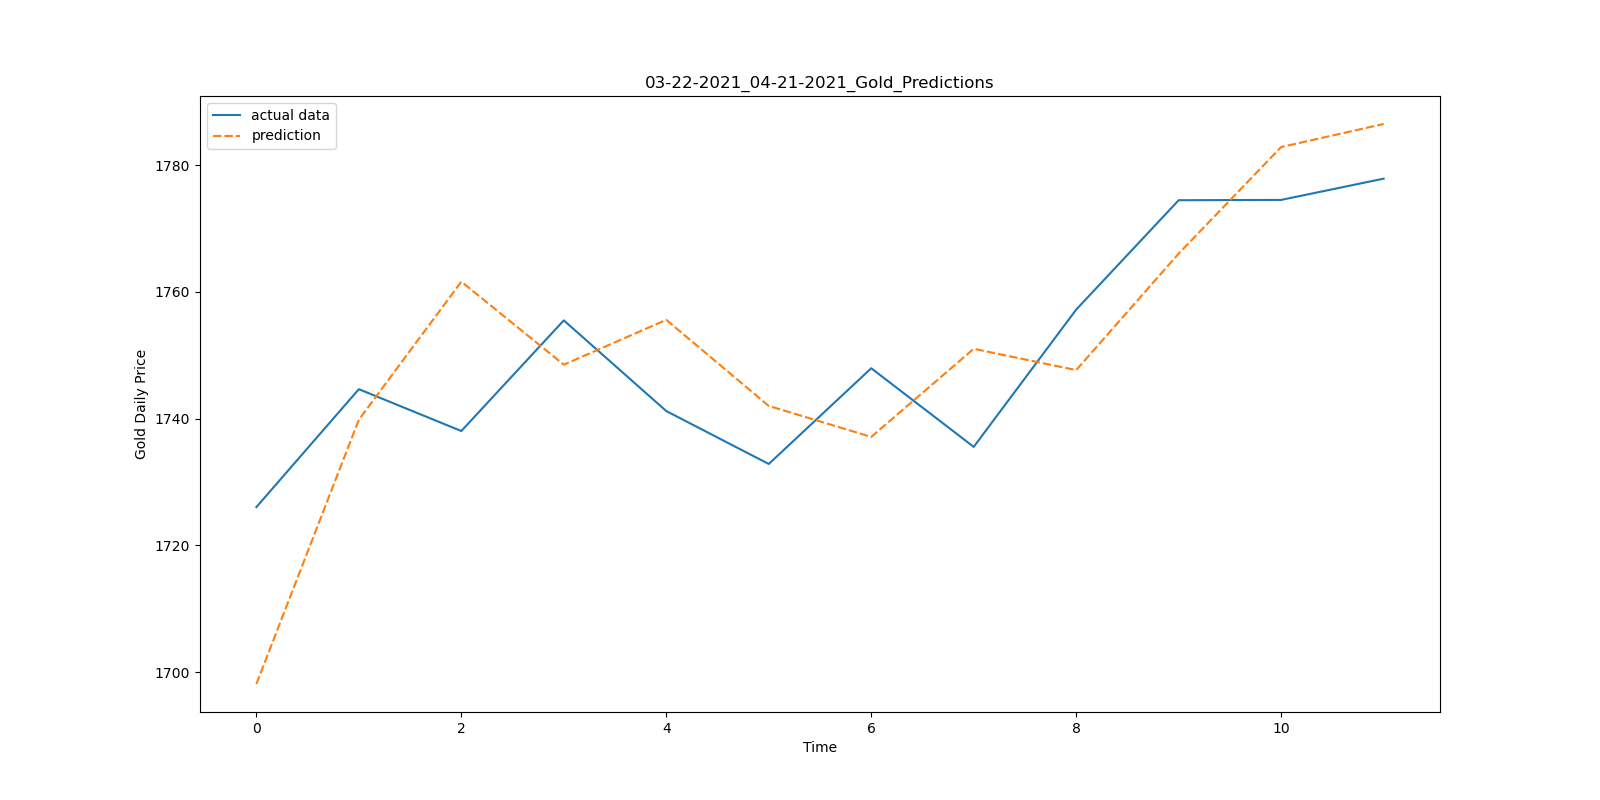 03-22-2021_04-21-2021_Gold_Predictions
actual data
prediction
Gold Daily Price
1780
1760
1740
1720
1700
0 2 4 6 8 10
Time